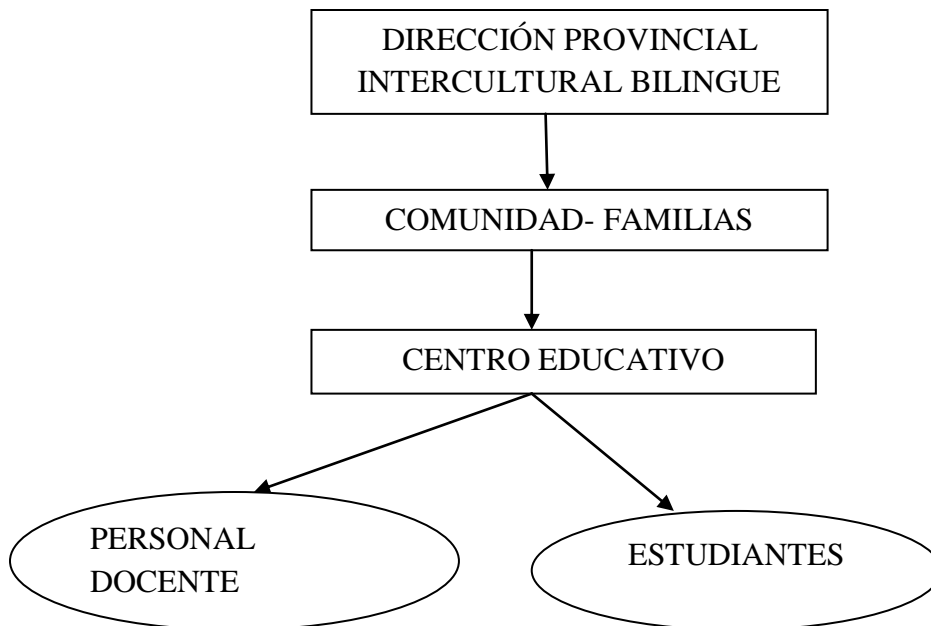 DIRECCIÓN PROVINCIAL
INTERCULTURAL BILINGUE
COMUNIDAD- FAMILIAS
CENTRO EDUCATIVO
PERSONAL
DOCENTE
ESTUDIANTES